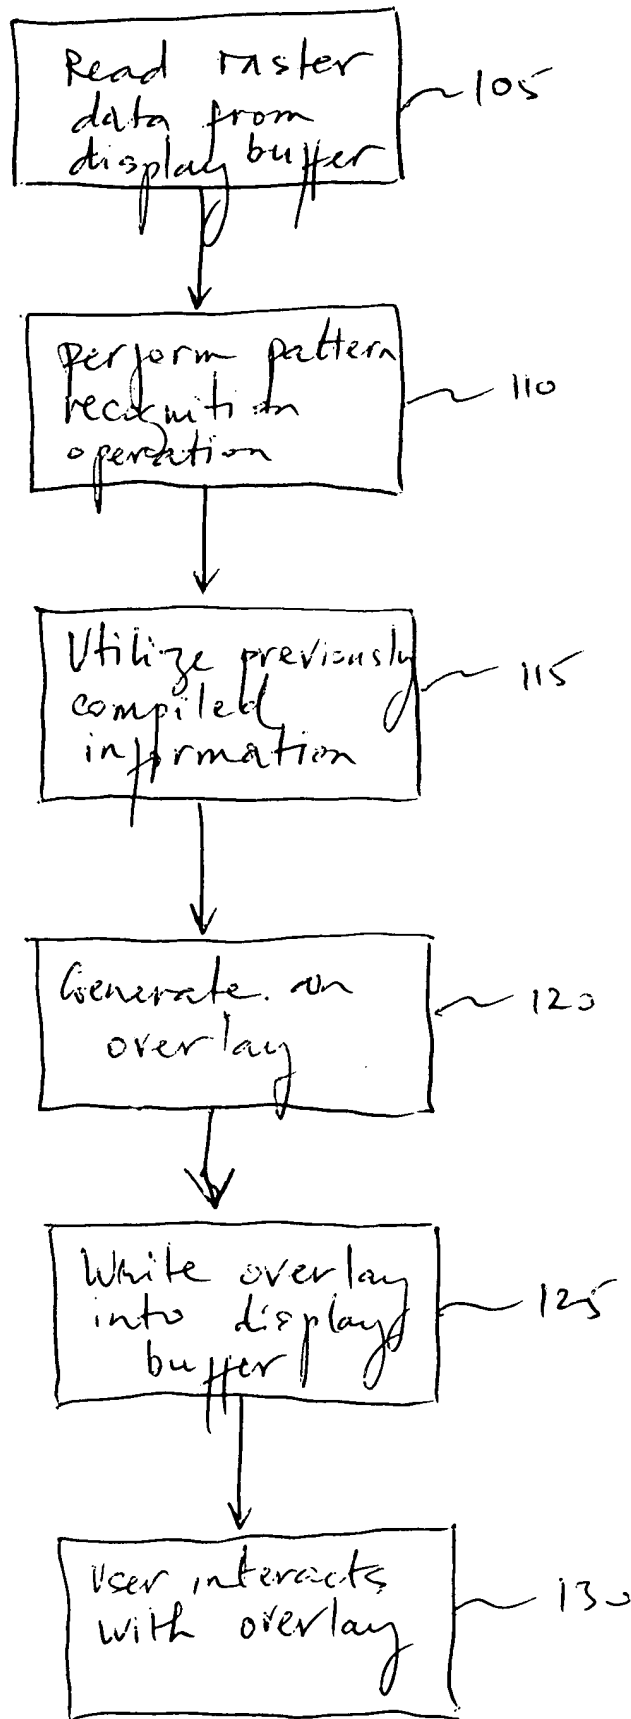 Read raster
data from
display buffer
105
perform pattern
recognition
operation
110
Utilize previously
compiled
information
115
Generate an
overlay
120
Write overlay
into display
buffer
125
User interacts
with overlay
130